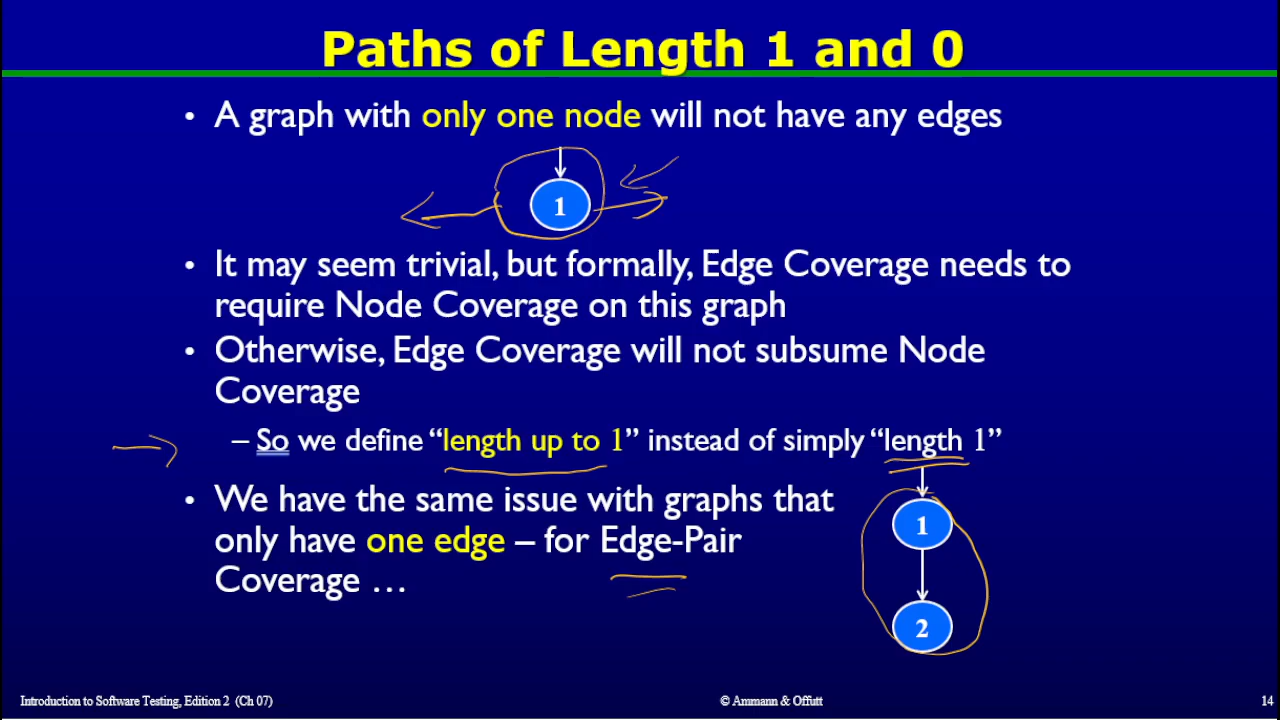 Paths of Length 1 and 0
• A graph with only one node will not have any edges
1
• It may seem trivial, but formally, Edge Coverage needs to
require Node Coverage on this graph
• Otherwise, Edge Coverage will not subsume Node
Coverage
– So we define “length up to 1” instead of simply “length 1”
• We have the same issue with graphs that
only have one edge – for Edge-Pair
Coverage …
1
2
Introduction to Software Testing, Edition 2 (Ch 07)
© Ammann & Offutt
14